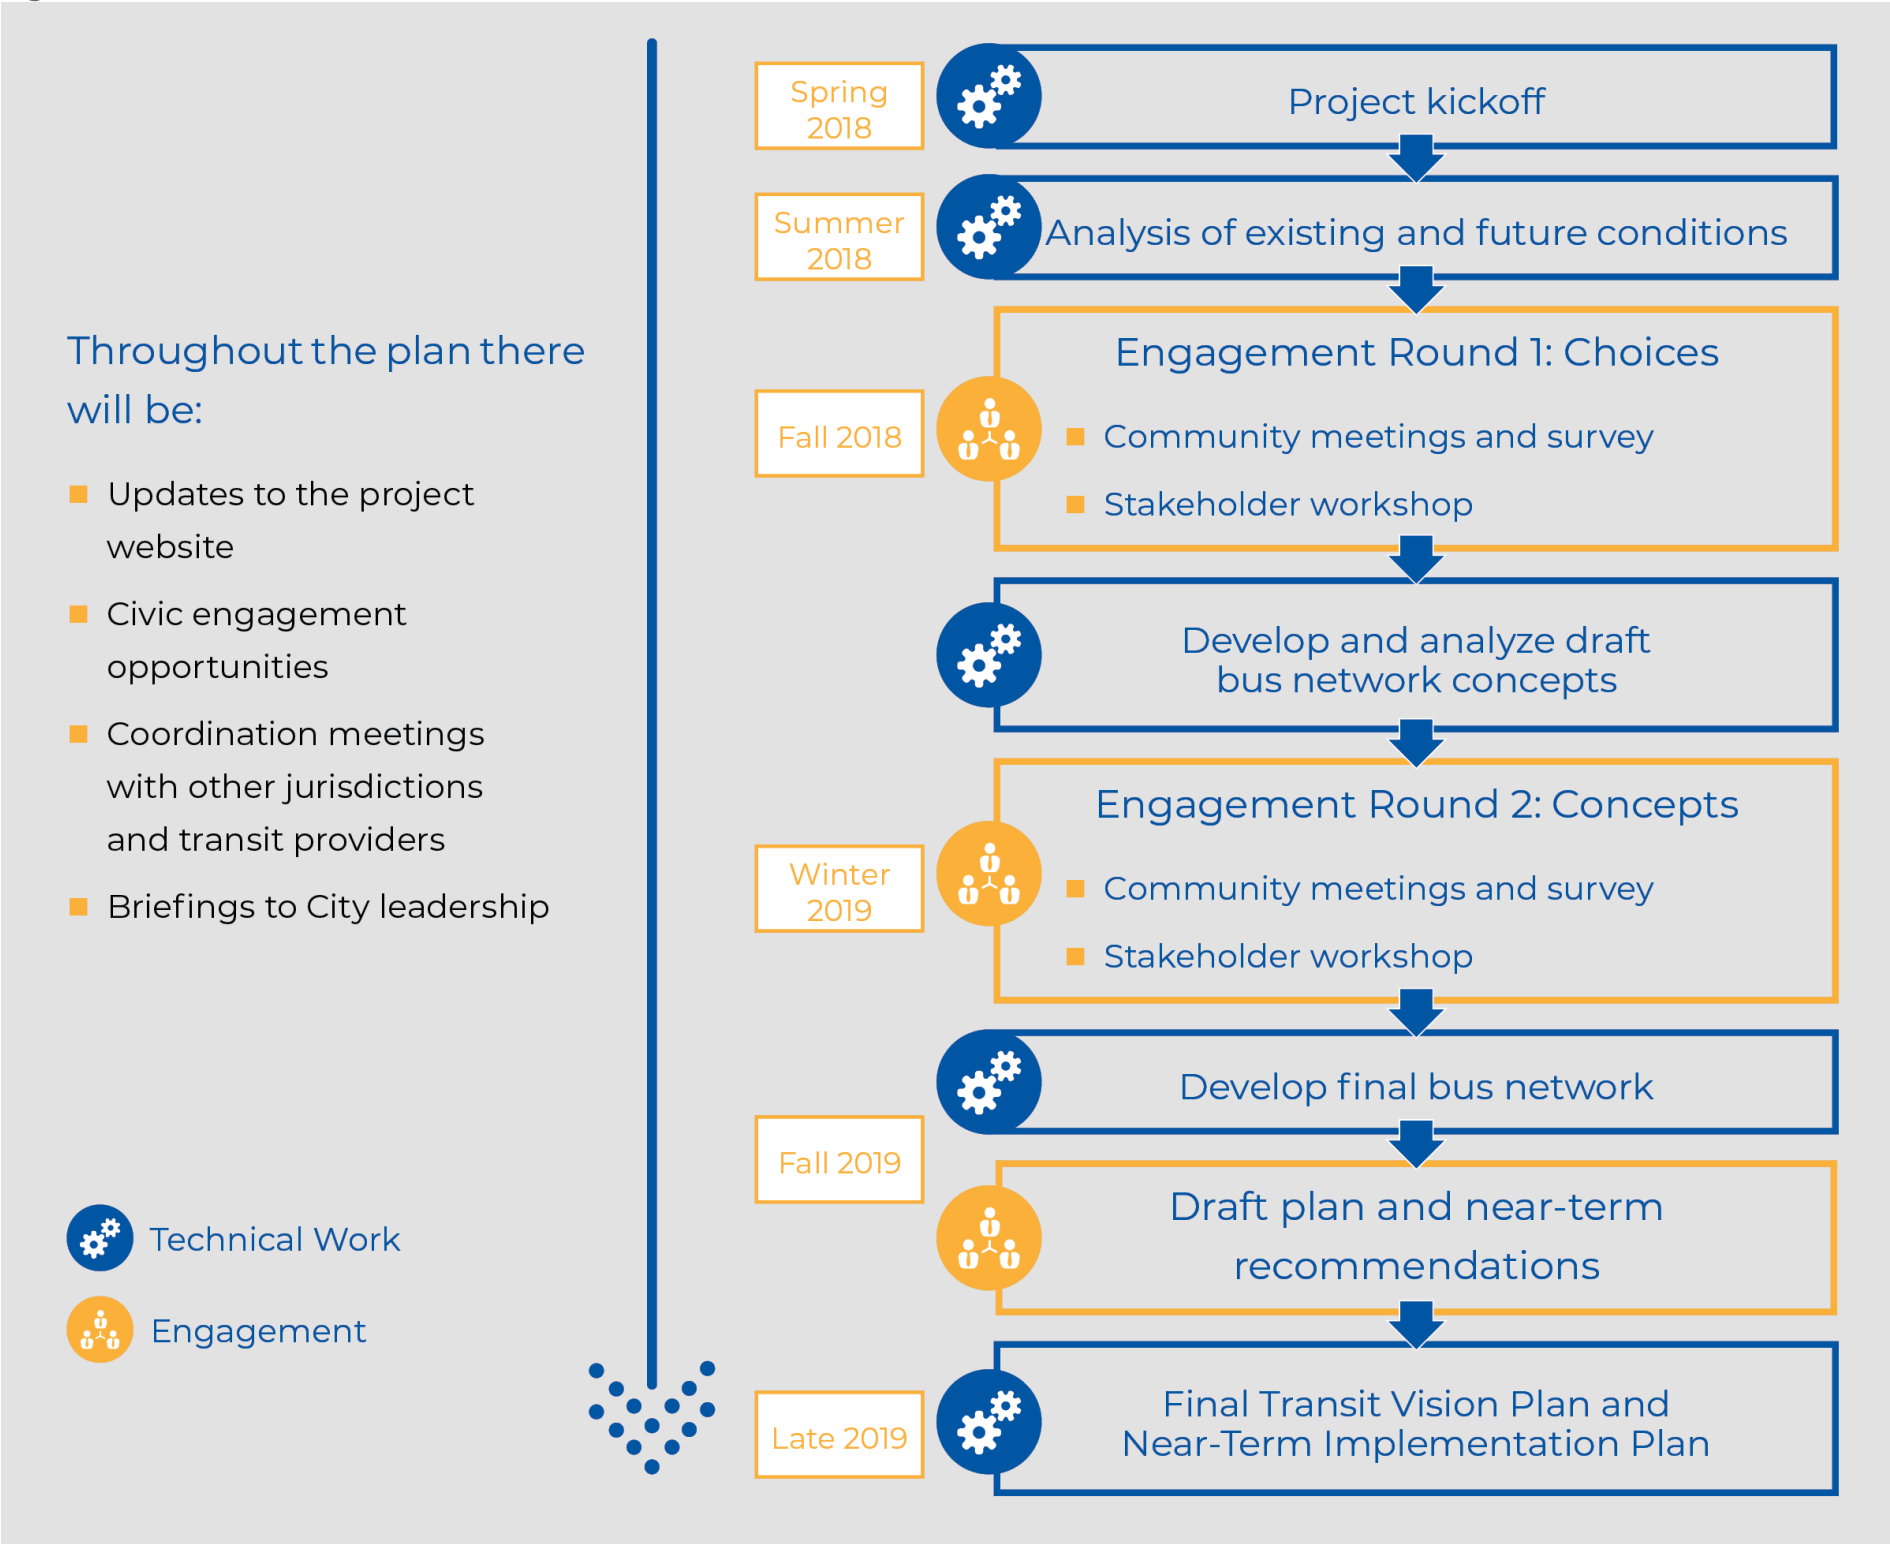 Throughout the plan there
will be:
Updates to the project
website
Civic engagement
opportunities
Coordination meetings
with other jurisdictions
and transit providers
Briefings to City leadership
Technical Work
Engagement
Spring
2018
Project kickoff
Summer
2018
Analysis of existing and future conditions
Fall 2018
Engagement Round 1: Choices
Community meetings and survey
Stakeholder workshop
Develop and analyze draft
bus network concepts
Winter
2019
Engagement Round 2: Concepts
Community meetings and survey
Stakeholder workshop
Develop final bus network
Fall 2019
Draft plan and near-term
recommendations
Late 2019
Final Transit Vision Plan and
Near-Term Implementation Plan